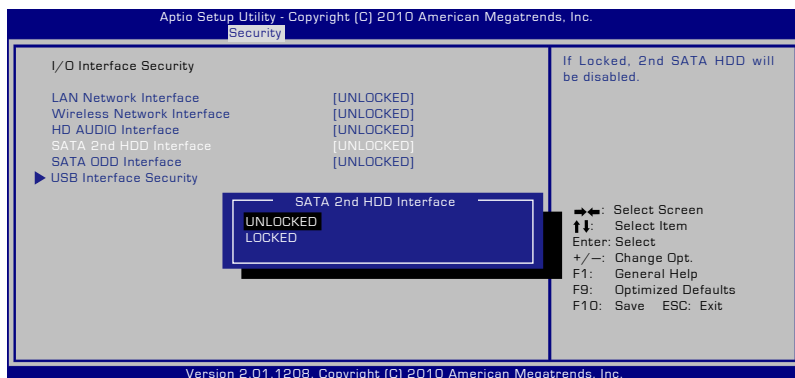 Aptio Setup Utility - Copyright (C) 2010 American Megatrends, Inc.
Security
I/O Interface Security
LAN Network Interface [UNLOCKED]
Wireless Network Interface [UNLOCKED]
HD AUDIO Interface [UNLOCKED]
SATA 2nd HDD Interface [UNLOCKED]
SATA ODD Interface [UNLOCKED]
USB Interface Security
SATA 2nd HDD Interface
UNLOCKED
LOCKED
If Locked, 2nd SATA HDD will
be disabled.
→←: Select Screen
↑↓: Select Item
Enter: Select
+/—: Change Opt.
F1: General Help
F9: Optimized Defaults
F10: Save ESC: Exit
Version 2.01.1208. Copyright (C) 2010 American Megatrends, Inc.